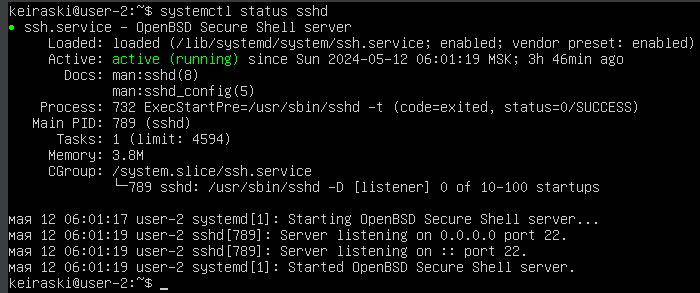 keiraski@user-2:~$ systemctl status sshd
● ssh.service – OpenBSD Secure Shell server
Loaded: loaded (/lib/systemd/system/ssh.service; enabled; vendor preset: enabled)
Active: active (running) since Sun 2024-05-12 06:01:19 MSK; 3h 46min ago
Docs: man:sshd(8)
man:sshd_config(5)
Process: 732 ExecStartPre=/usr/sbin/sshd -t (code=exited, status=0/SUCCESS)
Main PID: 789 (sshd)
Tasks: 1 (limit: 4594)
Memory: 3.8M
CGroup: /system.slice/ssh.service
└─789 sshd: /usr/sbin/sshd -D [listener] 0 of 10-100 startups
мая 12 06:01:17 user-2 systemd[1]: Starting OpenBSD Secure Shell server...
мая 12 06:01:19 user-2 sshd[789]: Server listening on 0.0.0.0 port 22.
мая 12 06:01:19 user-2 sshd[789]: Server listening on :: port 22.
мая 12 06:01:19 user-2 systemd[1]: Started OpenBSD Secure Shell server.
keiraski@user-2:~$ _